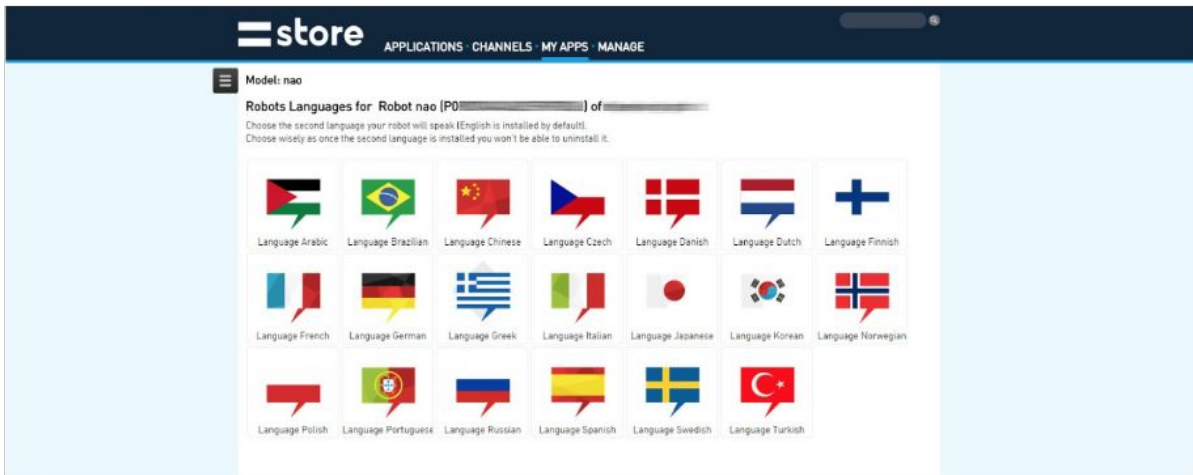 store
APPLICATIONS · CHANNELS · MY APPS · MANAGE
Model: nao
Robots Languages for Robot nao (P0 ) of
Choose the second language your robot will speak (English is installed by default).
Choose wisely as once the second language is installed you won't be able to uninstall it.
Language Arabic Language Brazilian Language Chinese Language Czech Language Danish Language Dutch Language Finnish
Language French Language German Language Greek Language Italian Language Japanese Language Korean Language Norwegian
Language Polish Language Portuguese Language Russian Language Spanish Language Swedish Language Turkish